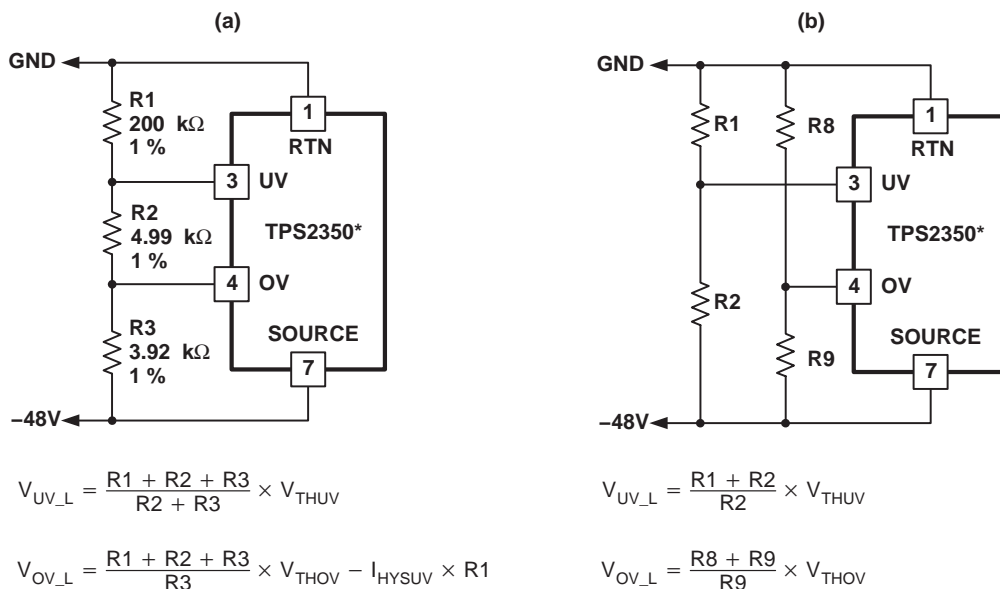 (a)
GND
R1
200 kΩ
1 %
1
RTN
3
UV
R2
4.99 kΩ
1 %
TPS2350*
4
OV
R3
3.92 kΩ
1 %
SOURCE
7
–48V
V_UV_L = (R1 + R2 + R3) / (R2 + R3) × V_THUV
V_OV_L = (R1 + R2 + R3) / R3 × V_THOV – I_HYSUV × R1
(b)
GND
R1
R8
1
RTN
3
UV
TPS2350*
4
OV
R2
SOURCE
R9
7
–48V
V_UV_L = (R1 + R2) / R2 × V_THUV
V_OV_L = (R8 + R9) / R9 × V_THOV